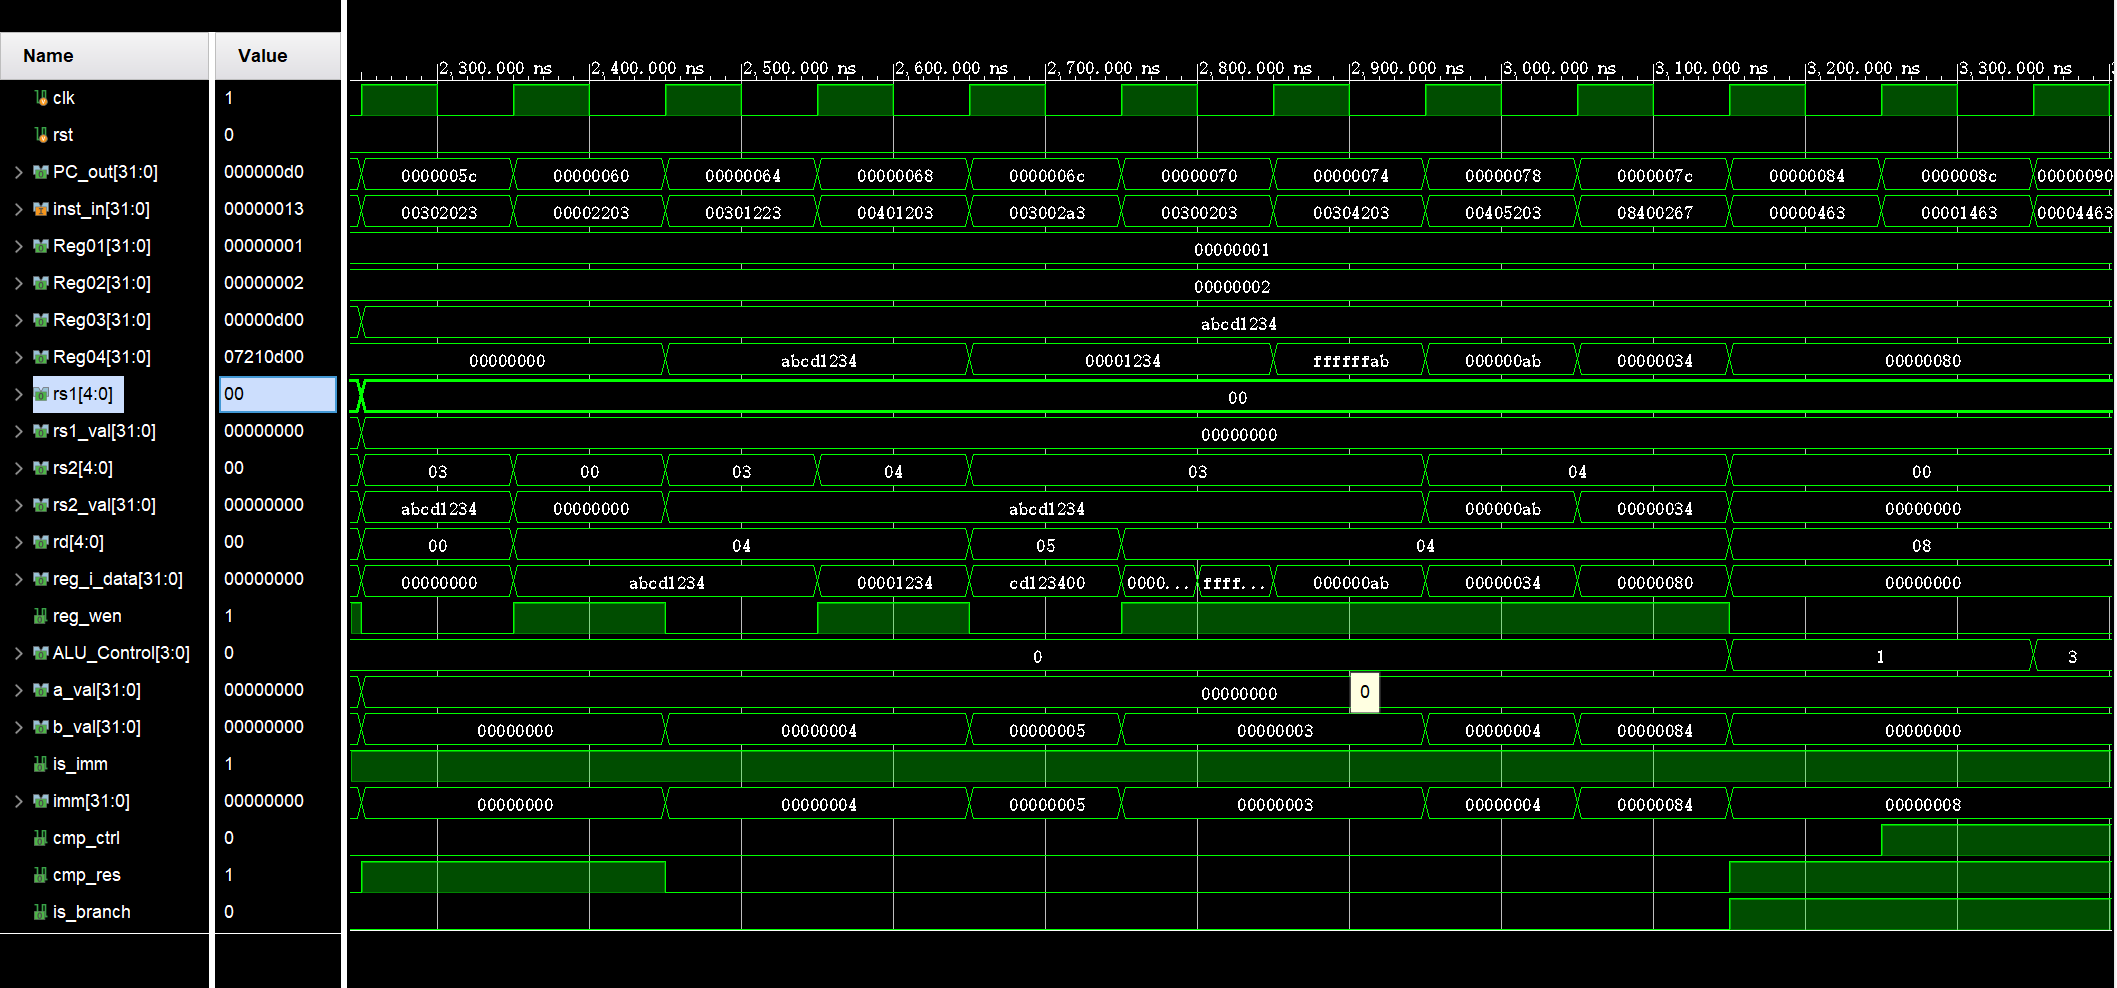 Name Value
2,300.000 ns 2,400.000 ns 2,500.000 ns 2,600.000 ns 2,700.000 ns 2,800.000 ns 2,900.000 ns 3,000.000 ns 3,100.000 ns 3,200.000 ns 3,300.000 ns
clk 1
rst 0
PC_out[31:0] 000000d0 0000005c 00000060 00000064 00000068 0000006c 00000070 00000074 00000078 0000007c 00000084 0000008c 00000090
inst_in[31:0] 00000013 00302023 00002203 00301223 00401203 003002a3 00300203 00304203 00405203 08400267 00000463 00001463 00004463
Reg01[31:0] 00000001 00000001
Reg02[31:0] 00000002 00000002
Reg03[31:0] 00000d00 abcd1234
Reg04[31:0] 07210d00 00000000 abcd1234 00001234 ffffffab 000000ab 00000034 00000080
rs1[4:0] 00 00
rs1_val[31:0] 00000000 00000000
rs2[4:0] 00 03 00 03 04 03 04 00
rs2_val[31:0] 00000000 abcd1234 00000000 abcd1234 000000ab 00000034 00000000
rd[4:0] 00 00 04 05 04 08
reg_i_data[31:0] 00000000 00000000 abcd1234 00001234 cd123400 0000... ffff... 000000ab 00000034 00000080 00000000
reg_wen 1
ALU_Control[3:0] 0 0 1 3
a_val[31:0] 00000000 00000000 0
b_val[31:0] 00000000 00000000 00000004 00000005 00000003 00000004 00000084 00000000
is_imm 1
imm[31:0] 00000000 00000000 00000004 00000005 00000003 00000004 00000084 00000008
cmp_ctrl 0
cmp_res 1
is_branch 0